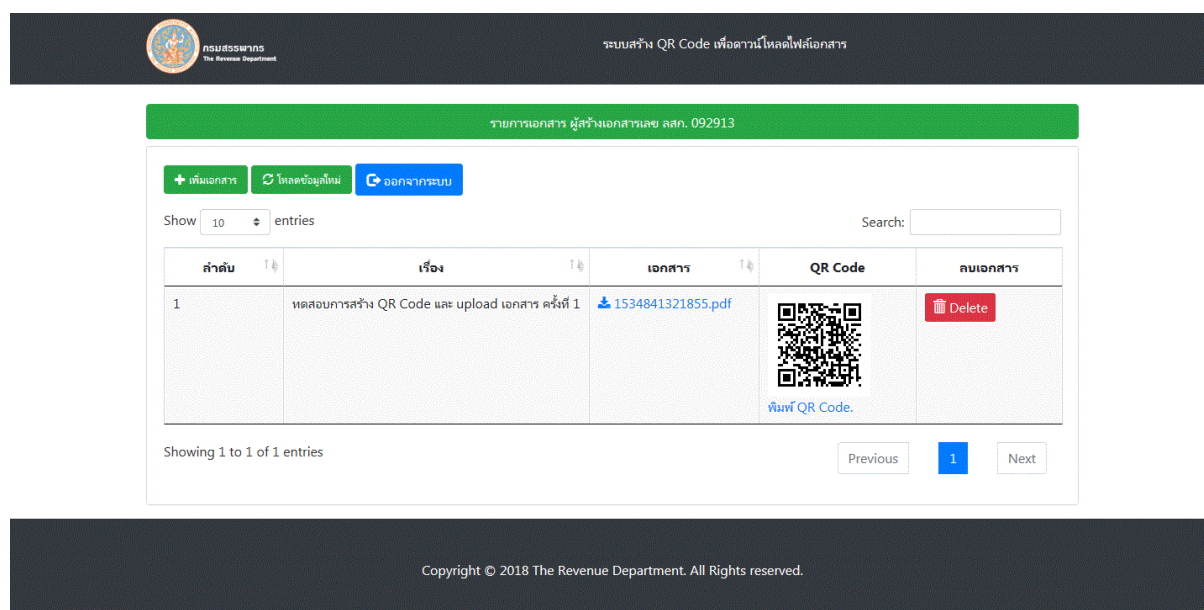 กรมสรรพากร
The Revenue Department
ระบบสร้าง QR Code เพื่อดาวน์โหลดไฟล์เอกสาร
รายการเอกสาร ผู้สร้างเอกสารเลข ลสก. 092913
เพิ่มเอกสาร โหลดข้อมูลใหม่ ออกจากระบบ
Show 10 entries Search:
ลำดับ เรื่อง เอกสาร QR Code ลบเอกสาร
1 ทดสอบการสร้าง QR Code และ upload เอกสาร ครั้งที่ 1 1534841321855.pdf Delete
พิมพ์ QR Code.
Showing 1 to 1 of 1 entries Previous 1 Next
Copyright © 2018 The Revenue Department. All Rights reserved.